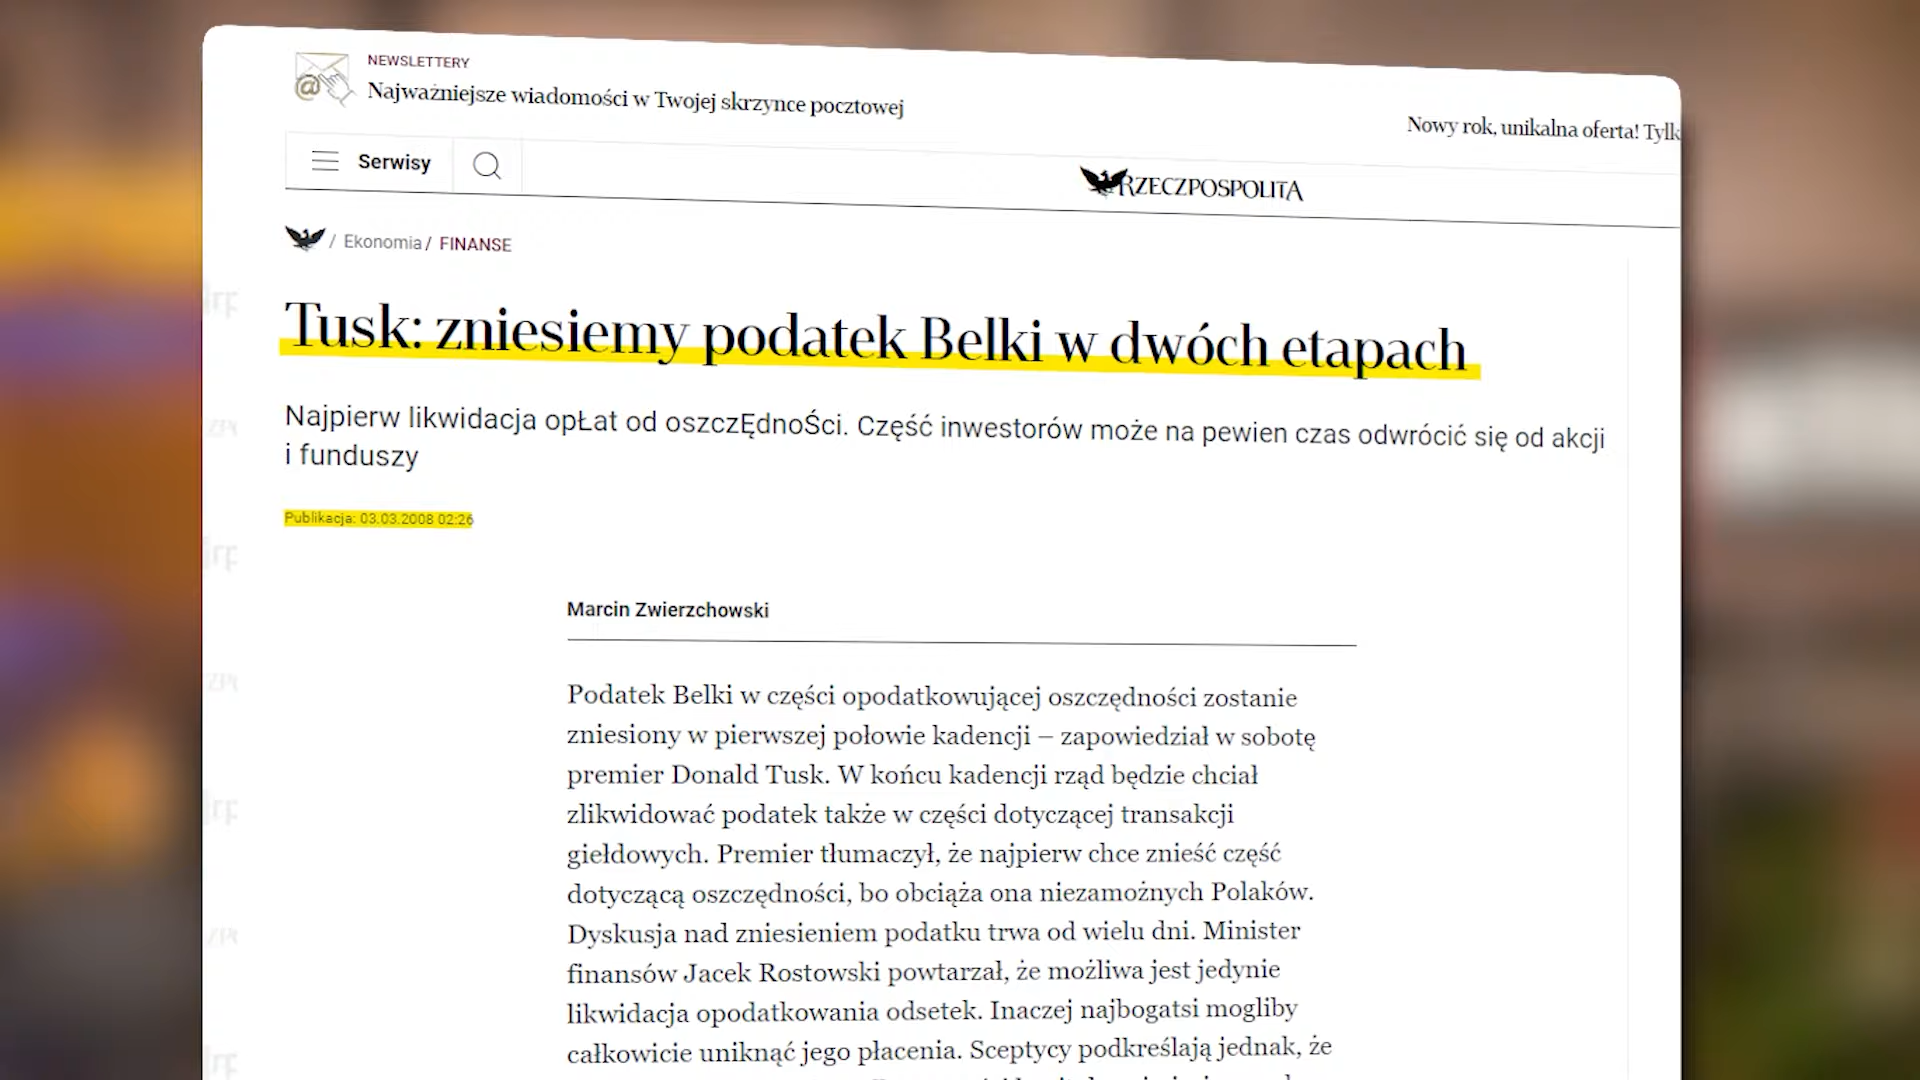 NEWSLETTERY
Najważniejsze wiadomości w Twojej skrzynce pocztowej
Nowy rok, unikalna oferta!
Serwisy
RZECZPOSPOLITA
/ Ekonomia / FINANSE
Tusk: zniesiemy podatek Belki w dwóch etapach
Najpierw likwidacja opŁat od oszczĘdnoŚci. Część inwestorów może na pewien czas odwrócić się od akcji
i funduszy
Publikacja: 03.03.2008 02:26
Marcin Zwierzchowski
Podatek Belki w części opodatkowującej oszczędności zostanie
zniesiony w pierwszej połowie kadencji – zapowiedział w sobotę
premier Donald Tusk. W końcu kadencji rząd będzie chciał
zlikwidować podatek także w części dotyczącej transakcji
giełdowych. Premier tłumaczył, że najpierw chce znieść część
dotyczącą oszczędności, bo obciąża ona niezamożnych Polaków.
Dyskusja nad zniesieniem podatku trwa od wielu dni. Minister
finansów Jacek Rostowski powtarzał, że możliwa jest jedynie
likwidacja opodatkowania odsetek. Inaczej najbogatsi mogliby
całkowicie uniknąć jego płacenia. Sceptycy podkreślają jednak, że